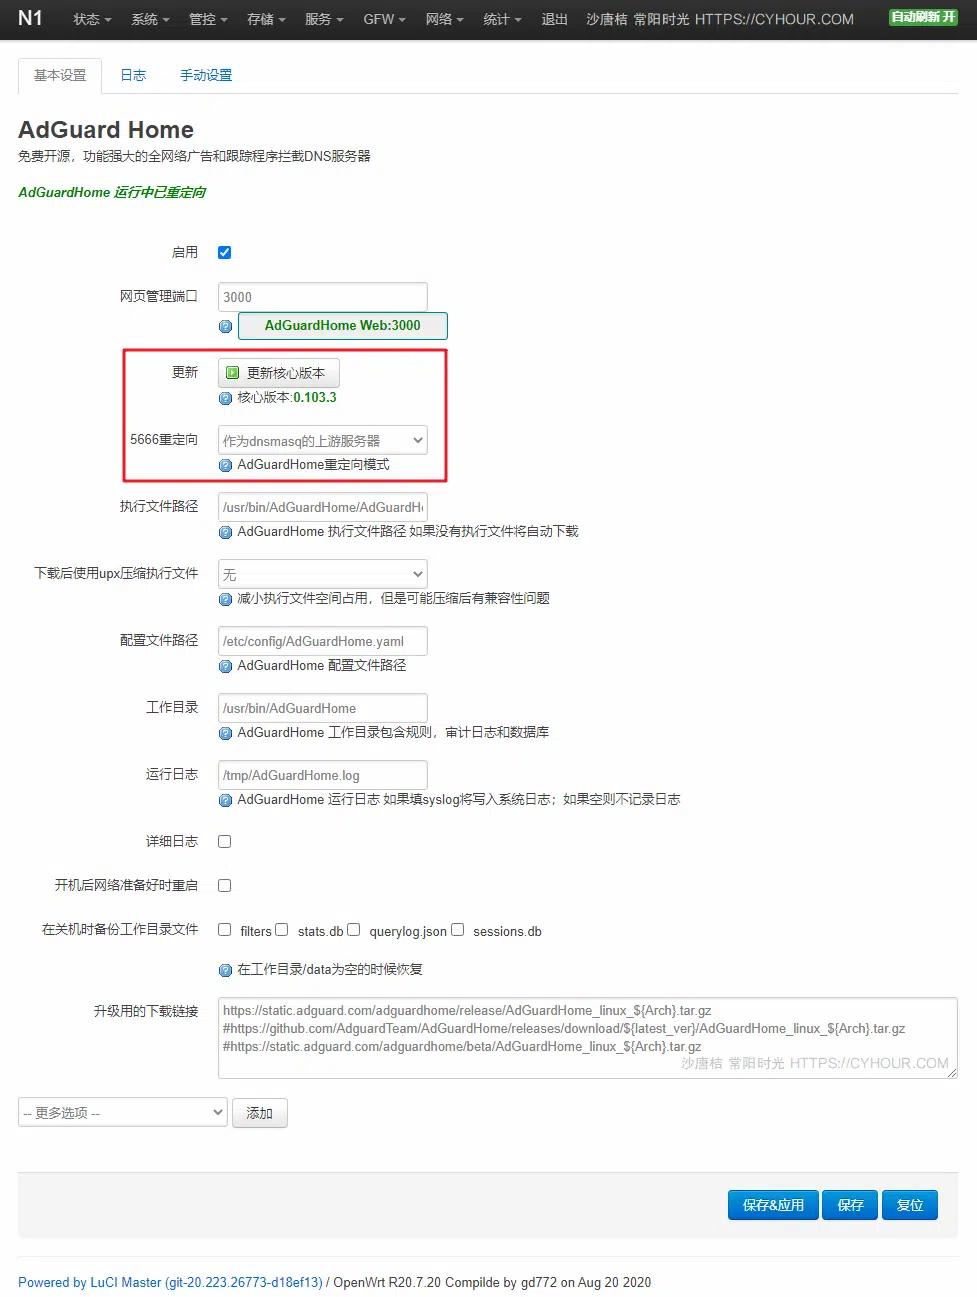 N1 状态 系统 管控 存储 服务 GFW 网络 统计 退出 沙唐桔 常阳时光 HTTPS://CYHOUR.COM 自动刷新 开
基本设置 日志 手动设置
AdGuard Home
免费开源，功能强大的全网络广告和跟踪程序拦截DNS服务器
AdGuardHome 运行中已重定向
启用
网页管理端口 3000
AdGuardHome Web:3000
更新 更新核心版本
核心版本:0.103.3
5666重定向 作为dnsmasq的上游服务器
AdGuardHome重定向模式
执行文件路径 /usr/bin/AdGuardHome/AdGuardH
AdGuardHome 执行文件路径 如果没有执行文件将自动下载
下载后使用upx压缩执行文件 无
减小执行文件空间占用，但是可能压缩后有兼容性问题
配置文件路径 /etc/config/AdGuardHome.yaml
AdGuardHome 配置文件路径
工作目录 /usr/bin/AdGuardHome
AdGuardHome 工作目录包含规则，审计日志和数据库
运行日志 /tmp/AdGuardHome.log
AdGuardHome 运行日志 如果填syslog将写入系统日志；如果空则不记录日志
详细日志
开机后网络准备好时重启
在关机时备份工作目录文件 filters stats.db querylog.json sessions.db
在工作目录/data为空的时候恢复
升级用的下载链接 https://static.adguard.com/adguardhome/release/AdGuardHome_linux_${Arch}.tar.gz
#https://github.com/AdguardTeam/AdGuardHome/releases/download/${latest_ver}/AdGuardHome_linux_${Arch}.tar.gz
#https://static.adguard.com/adguardhome/beta/AdGuardHome_linux_${Arch}.tar.gz
沙唐桔 常阳时光 HTTPS://CYHOUR.COM
-- 更多选项 -- 添加
保存&应用 保存 复位
Powered by LuCI Master (git-20.223.26773-d18ef13) / OpenWrt R20.7.20 Compilde by gd772 on Aug 20 2020